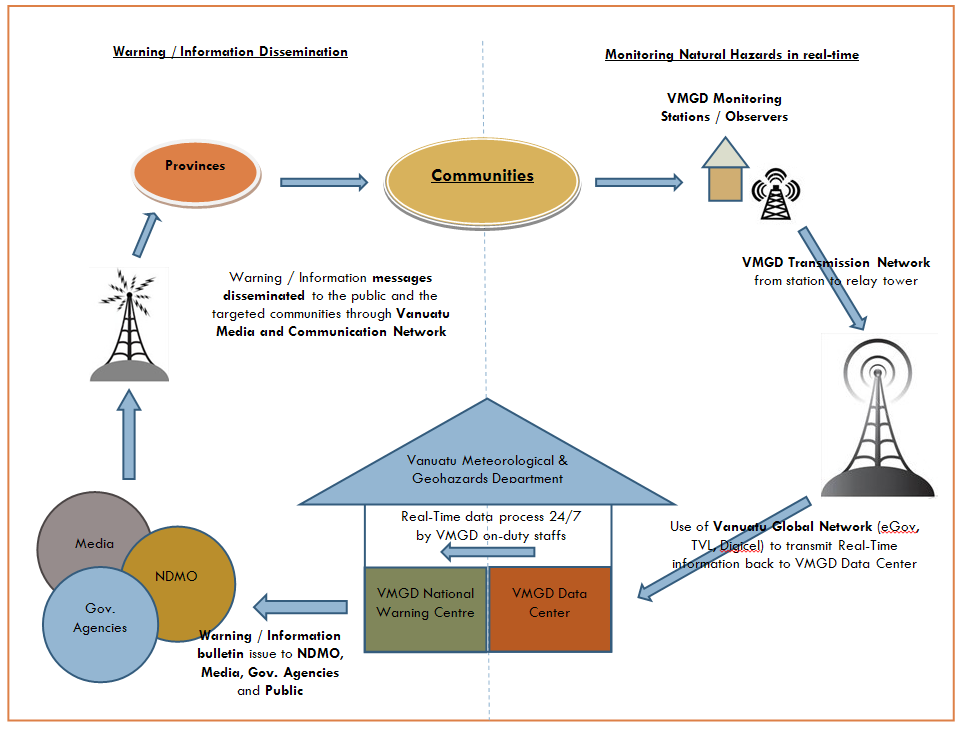 Warning / Information Dissemination
Monitoring Natural Hazards in real-time
VMGD Monitoring
Stations / Observers
Provinces
Communities
VMGD Transmission Network
from station to relay tower
Warning / Information messages
disseminated to the public and the
targeted communities through Vanuatu
Media and Communication Network
Vanuatu Meteorological &
Geohazards Department
Real-Time data process 24/7
by VMGD on-duty staffs
Use of Vanuatu Global Network (eGov,
TVL, Digicel) to transmit Real-Time
information back to VMGD Data Center
Media
NDMO
Gov.
Agencies
VMGD National
Warning Centre
VMGD Data
Center
Warning / Information
bulletin issue to NDMO,
Media, Gov. Agencies
and Public